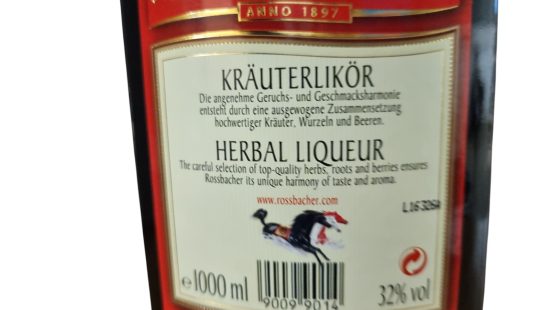 ANNO 1897
KRÄUTERLIKÖR
Die angenehme Geruchs- und Geschmacksharmonie
entsteht durch eine ausgewogene Zusammensetzung
hochwertiger Kräuter, Wurzeln und Beeren.
HERBAL LIQUEUR
The careful selection of top-quality herbs, roots and berries ensures
Rossbacher its unique harmony of taste and aroma.
www.rossbacher.com
e 1000 ml
9009 9014
32% vol